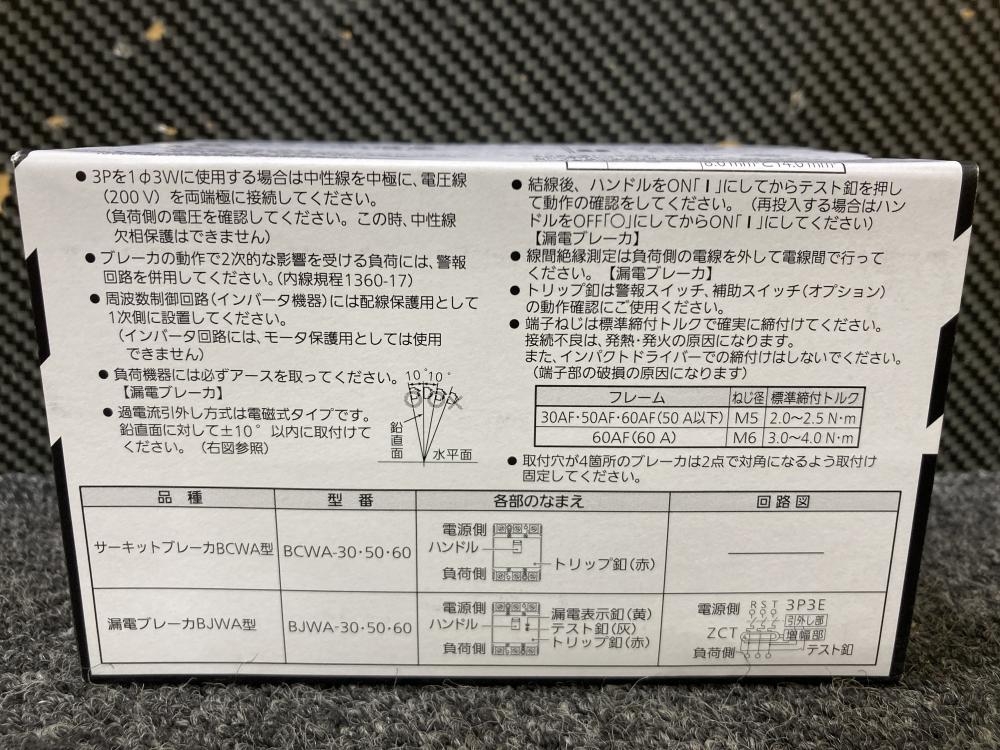 ● 3Pを1φ3Wに使用する場合は中性線を中極に、電圧線
(200V)を両端極に接続してください。
(負荷側の電圧を確認してください。この時、中性線
欠相保護はできません)
● ブレーカの動作で2次的な影響を受ける負荷には、警報
回路を併用してください。(内線規程1360-17)
● 周波数制御回路(インバータ機器)には配線保護用として
1次側に設置してください。
(インバータ回路には、モータ保護用としては使用
できません)
● 負荷機器には必ずアースを取ってください。
【漏電ブレーカ】
● 過電流引外し方式は電磁式タイプです。
鉛直面に対して±10°以内に取付けて
ください。(右図参照)
10°10°
鉛直面
水平面
● 結線後、ハンドルをON「I」にしてからテスト釦を押し
て動作の確認をしてください。(再投入する場合はハン
ドルをOFF「○」にしてからON「I」にしてください)
【漏電ブレーカ】
● 線間絶縁測定は負荷側の電線を外して電線間で行って
ください。【漏電ブレーカ】
● トリップ釦は警報スイッチ、補助スイッチ(オプション)
の動作確認にご使用ください。
● 端子ねじは標準締付トルクで確実に締付けてください。
接続不良は、発熱・発火の原因になります。
また、インパクトドライバーでの締付けはしないでください。
(端子部の破損の原因になります)
フレーム ねじ径 標準締付トルク
30AF・50AF・60AF(50A以下) M5 2.0~2.5N・m
60AF(60A) M6 3.0~4.0N・m
● 取付穴が4箇所のブレーカは2点で対角になるよう取付け
固定してください。
品種 型番 各部のなまえ 回路図
サーキットブレーカBCWA型 BCWA-30・50・60
電源側
ハンドル
負荷側
トリップ釦(赤)
漏電ブレーカBJWA型 BJWA-30・50・60
電源側
ハンドル
負荷側
漏電表示釦(黄)
テスト釦(灰)
トリップ釦(赤)
電源側 R S T 3P3E
引外し部
ZCT 増幅部
負荷側 テスト釦